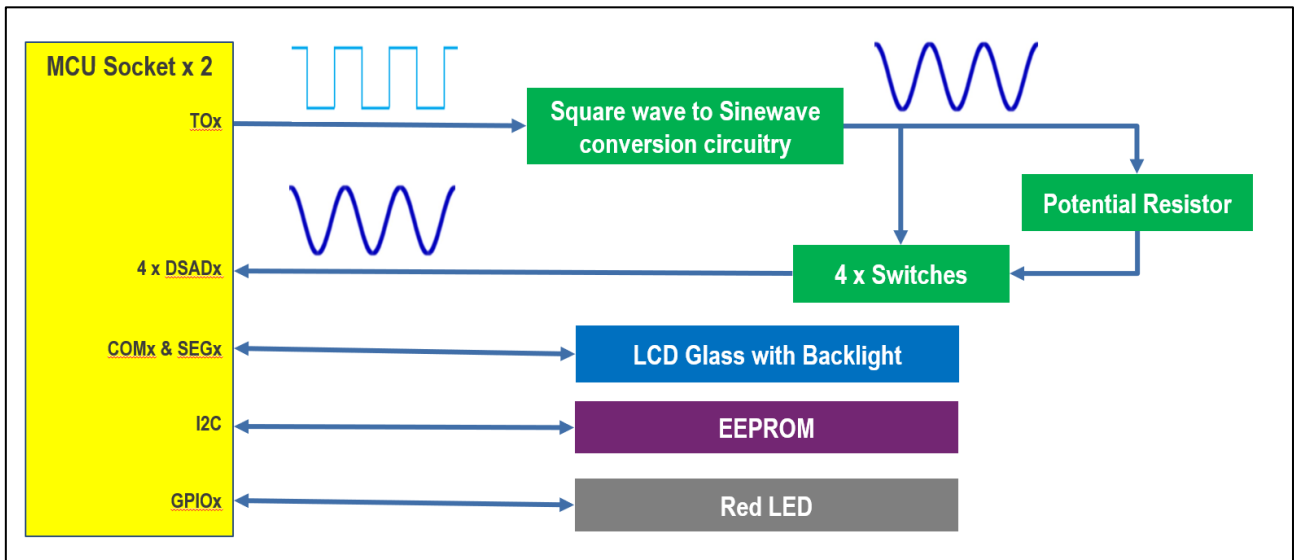 MCU Socket x 2
TOx
Square wave to Sinewave
conversion circuitry
Potential Resistor
4 x DSADx
4 x Switches
COMx & SEGx
LCD Glass with Backlight
I2C
EEPROM
GPIOx
Red LED